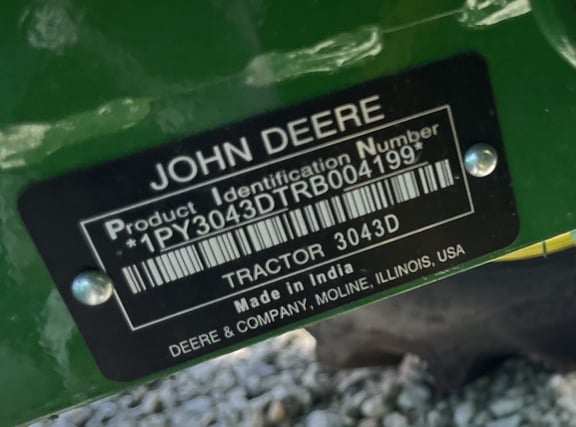 JOHN DEERE
Product Identification Number
*1PY3043DTRB004199*
TRACTOR 3043D
Made in India
DEERE & COMPANY, MOLINE, ILLINOIS, USA